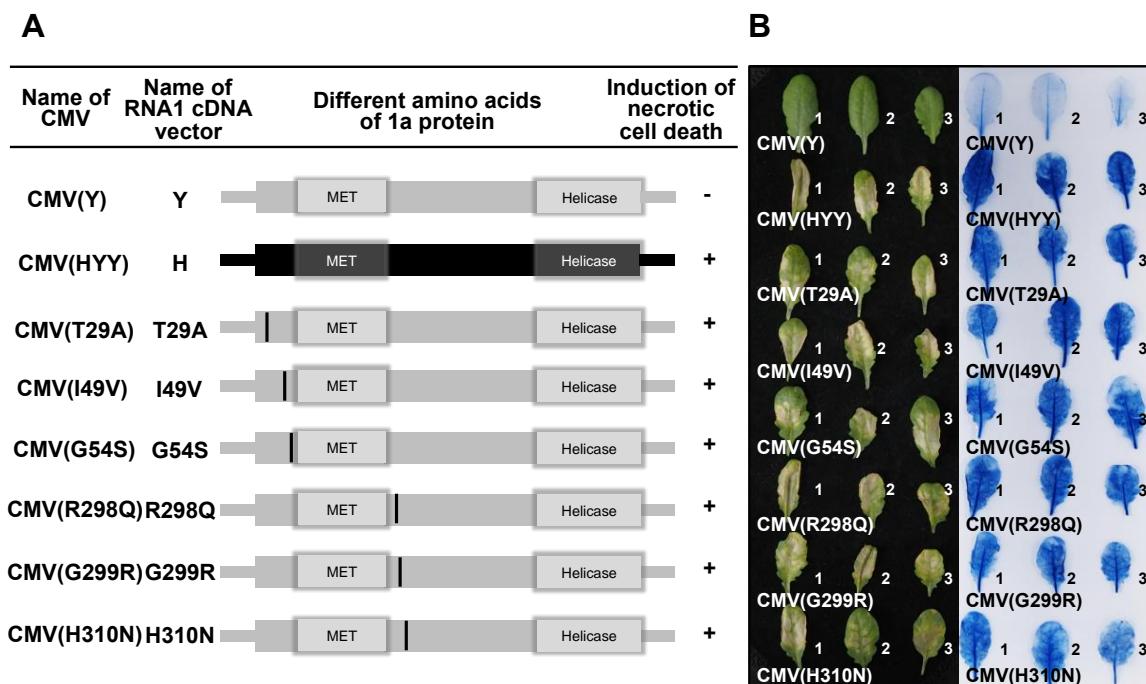 A
Name of CMV
Name of RNA1 cDNA vector
Different amino acids of 1a protein
Induction of necrotic cell death
CMV(Y) Y MET Helicase -
CMV(HYY) H MET Helicase +
CMV(T29A) T29A MET Helicase +
CMV(I49V) I49V MET Helicase +
CMV(G54S) G54S MET Helicase +
CMV(R298Q) R298Q MET Helicase +
CMV(G299R) G299R MET Helicase +
CMV(H310N) H310N MET Helicase +
B
1 2 3 1 2 3
CMV(Y) CMV(Y)
1 2 3 1 2 3
CMV(HYY) CMV(HYY)
1 2 3 1 2 3
CMV(T29A) CMV(T29A)
1 2 3 1 2 3
CMV(I49V) CMV(I49V)
1 2 3 1 2 3
CMV(G54S) CMV(G54S)
1 2 3 1 2 3
CMV(R298Q) CMV(R298Q)
1 2 3 1 2 3
CMV(G299R) CMV(G299R)
1 2 3 1 2 3
CMV(H310N) CMV(H310N)